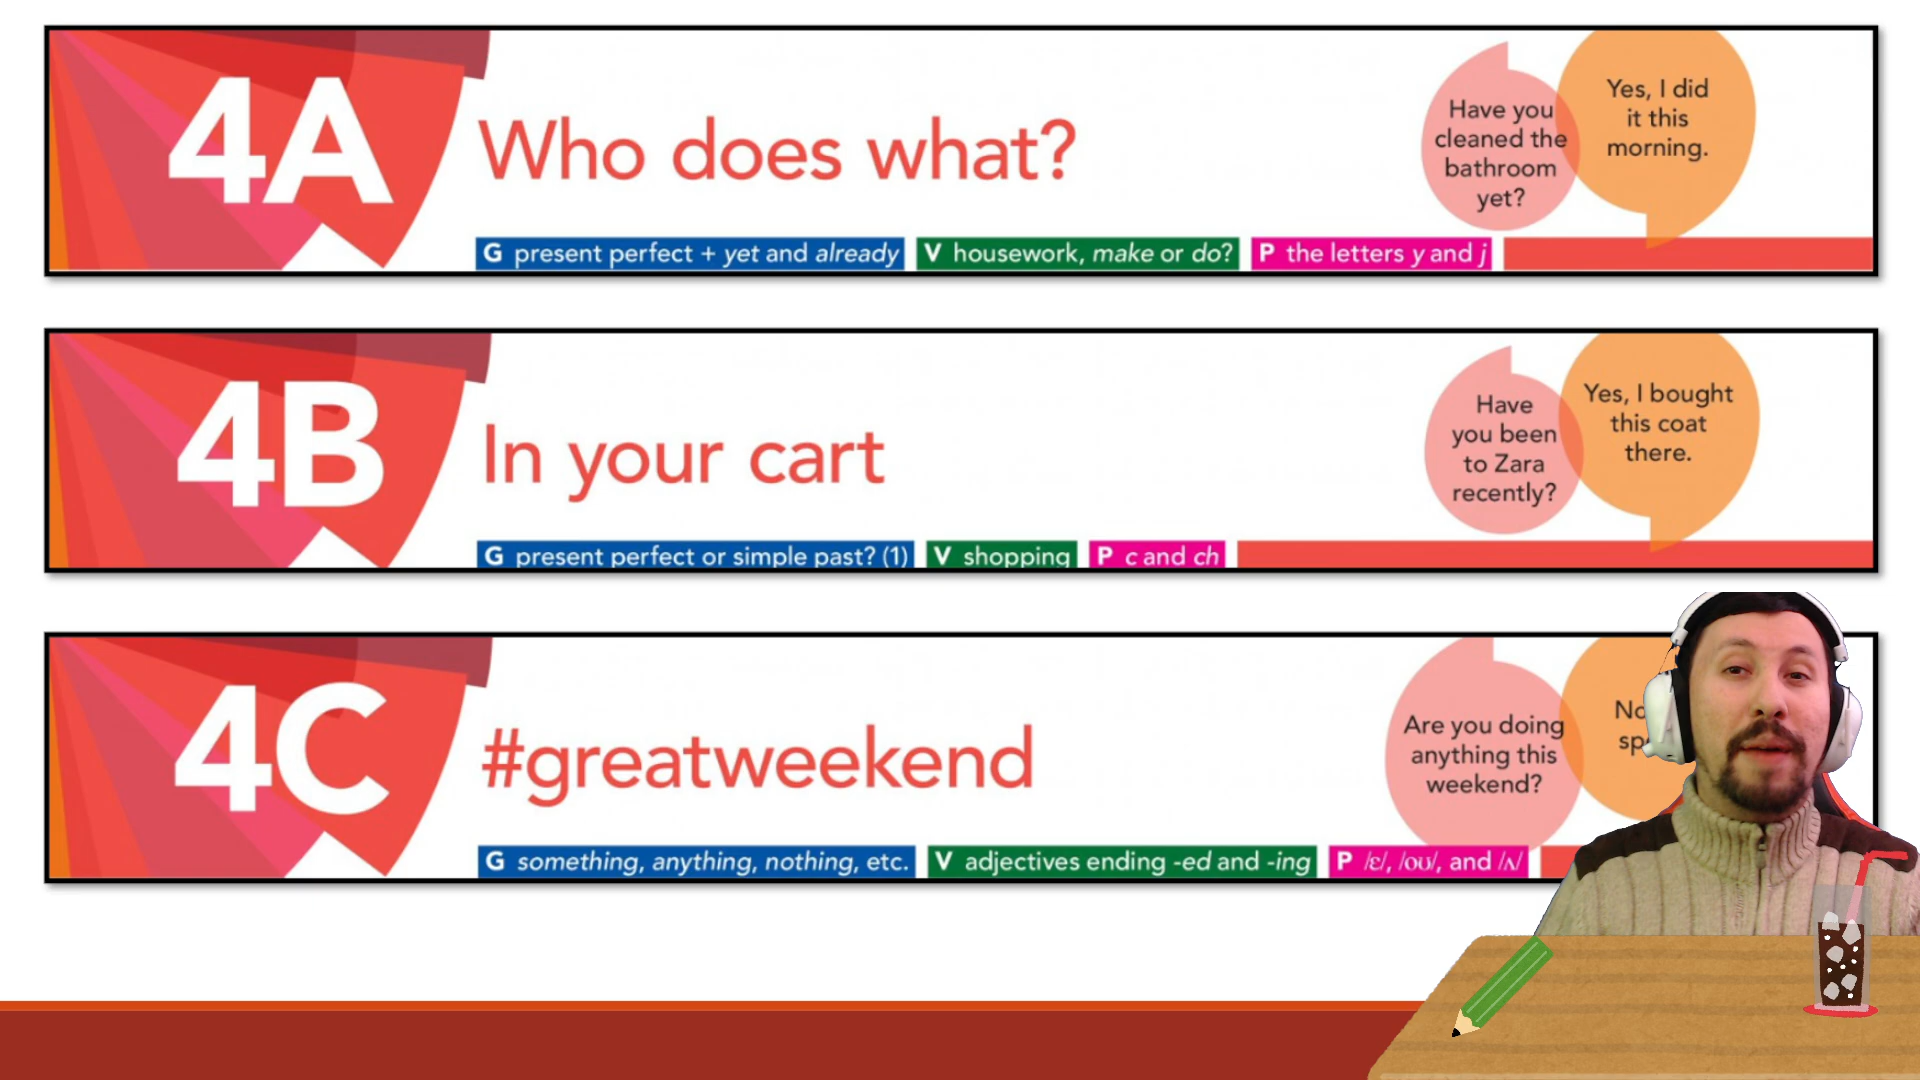 4A
Who does what?
Have you
cleaned the
bathroom
yet?
Yes, I did
it this
morning.
G present perfect + yet and already
V housework, make or do?
P the letters y and j
4B
In your cart
Have
you been
to Zara
recently?
Yes, I bought
this coat
there.
G present perfect or simple past? (1)
V shopping
P c and ch
4C
#greatweekend
Are you doing
anything this
weekend?
G something, anything, nothing, etc.
V adjectives ending -ed and -ing
P /ɛ/, /oʊ/, and /ʌ/